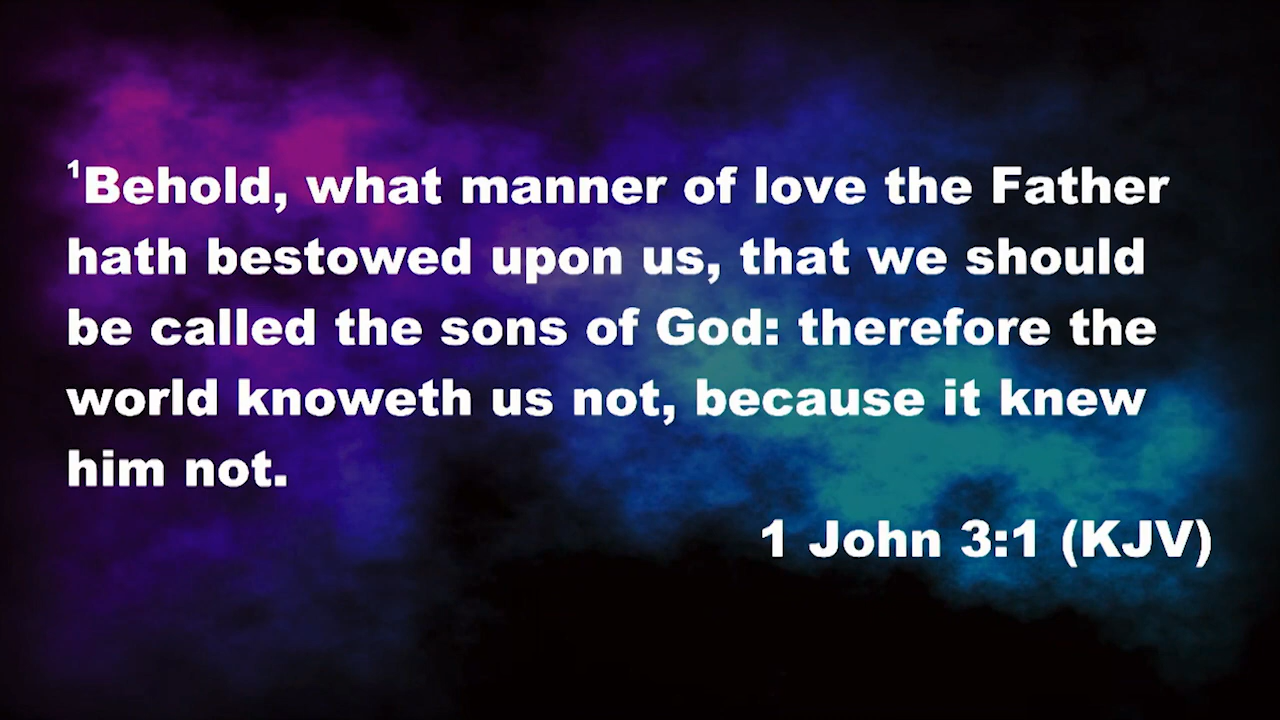 ¹Behold, what manner of love the Father
hath bestowed upon us, that we should
be called the sons of God: therefore the
world knoweth us not, because it knew
him not.
1 John 3:1 (KJV)